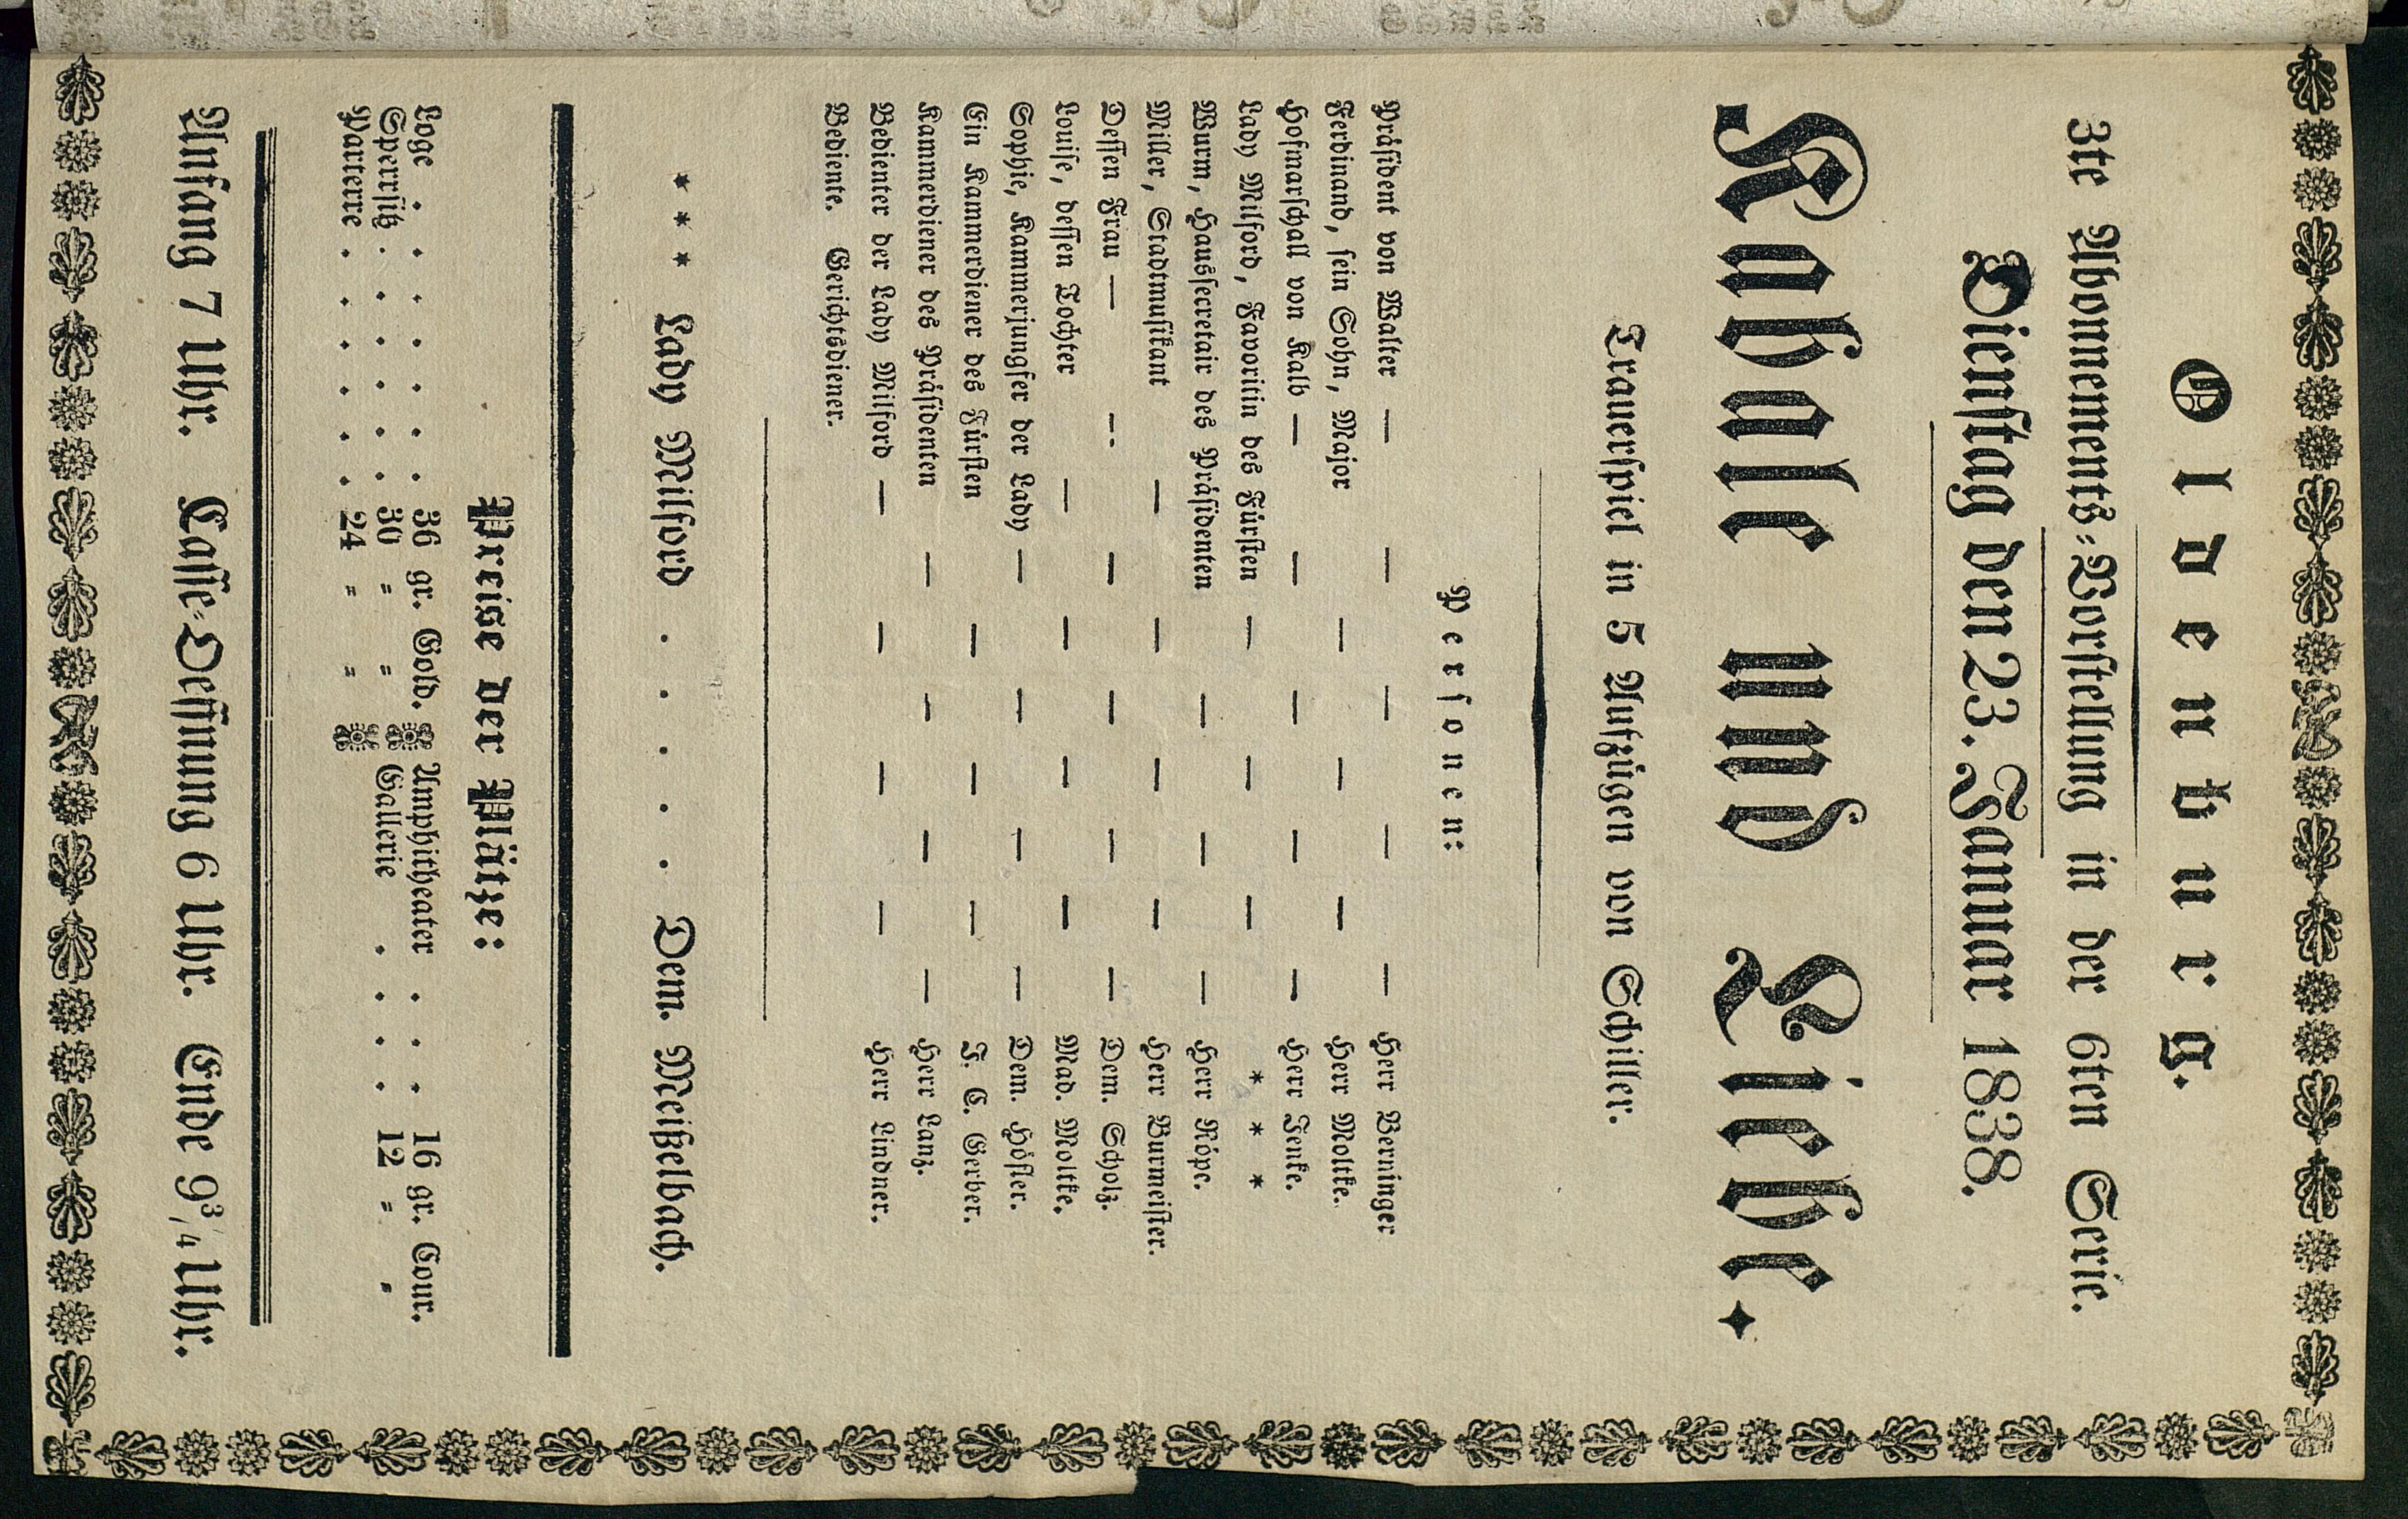 Oldenburg.
3te Abonnements-Vorstellung in der 6ten Serie.
Dienstag den 23. Januar 1838.
Kabale und Liebe.
Trauerspiel in 5 Aufzügen von Schiller.
Personen:
Präsident von Walter — — — — — Herr Berninger
Ferdinand, sein Sohn, Major — — — Herr Moltke.
Hofmarschall von Kalb — — — — — Herr Jenke.
Lady Milford, Favoritin des Fürsten — — — * * *
Wurm, Haussecretair des Präsidenten — — — Herr Röpe.
Miller, Stadtmusikant — — — — Herr Burmeister.
Dessen Frau — — — — — — Dem. Scholz.
Louise, dessen Tochter — — — — Mad. Moltke.
Sophie, Kammerjungfer der Lady — — — — Dem. Höfler.
Ein Kammerdiener des Fürsten — — — J. C. Gerber.
Kammerdiener des Präsidenten — — — — Herr Lanz.
Bedienter der Lady Milford — — — — Herr Lindner.
Bediente. Gerichtsdiener.
* * * Lady Milford . . . . . Dem. Meißelbach.
Preise der Plätze:
Loge . . . . . . . 36 gr. Gold. Amphitheater . . . 16 gr. Cour.
Sperrsitz . . . . . . 30 = = Gallerie . . . . 12 = =
Parterre . . . . . . 24 = =
Anfang 7 Uhr. Casse-Oeffnung 6 Uhr. Ende 9 3/4 Uhr.